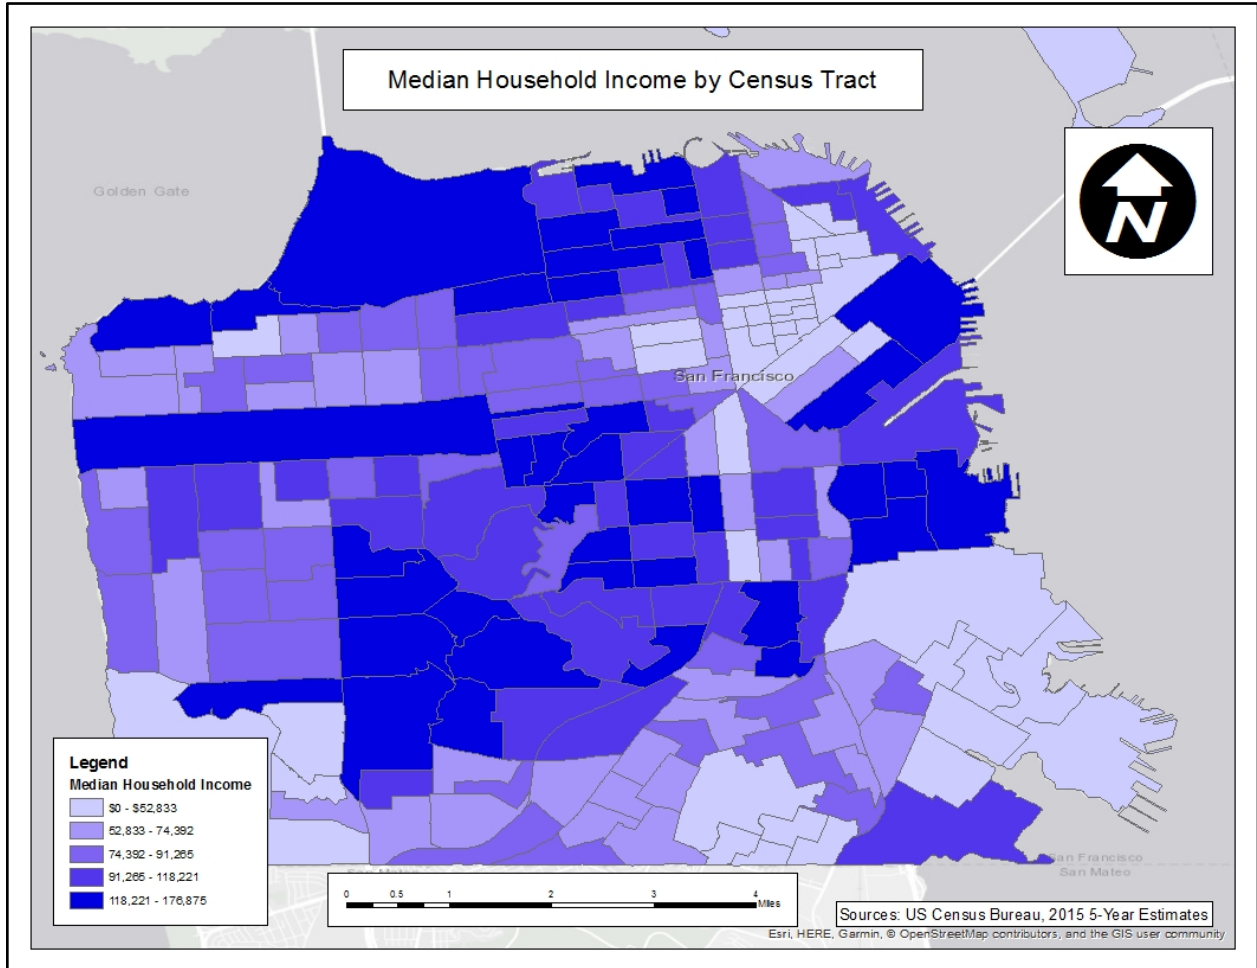 Median Household Income by Census Tract
Golden Gate
N
San Francisco
Legend
Median Household Income
$0 - $52,833
52,833 - 74,392
74,392 - 91,265
91,265 - 118,221
118,221 - 176,875
San Francisco
San Mateo
San Mateo
0 0.5 1 2 3 4
Miles
Sources: US Census Bureau, 2015 5-Year Estimates
Esri, HERE, Garmin, © OpenStreetMap contributors, and the GIS user community